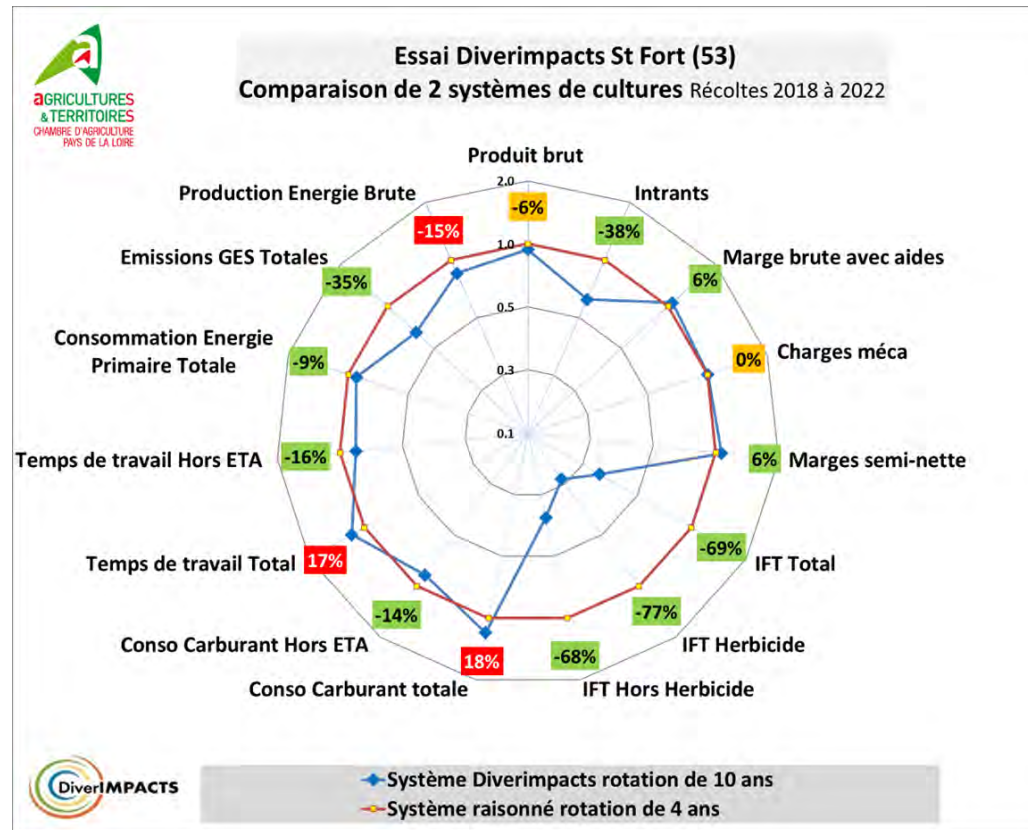 aGRICULTURES
& TERRITOIRES
CHAMBRE D'AGRICULTURE
PAYS DE LA LOIRE
Essai Diverimpacts St Fort (53)
Comparaison de 2 systèmes de cultures Récoltes 2018 à 2022
Produit brut
2.0
-6%
Intrants
-38%
Marge brute avec aides
6%
Charges méca
0%
Marges semi-nette
6%
IFT Total
-69%
IFT Herbicide
-77%
IFT Hors Herbicide
-68%
Conso Carburant totale
18%
Conso Carburant Hors ETA
-14%
Temps de travail Total
17%
Temps de travail Hors ETA
-16%
Consommation Energie
Primaire Totale
-9%
Emissions GES Totales
-35%
Production Energie Brute
-15%
1.0
0.5
0.3
0.1
DiverIMPACTS
Système Diverimpacts rotation de 10 ans
Système raisonné rotation de 4 ans